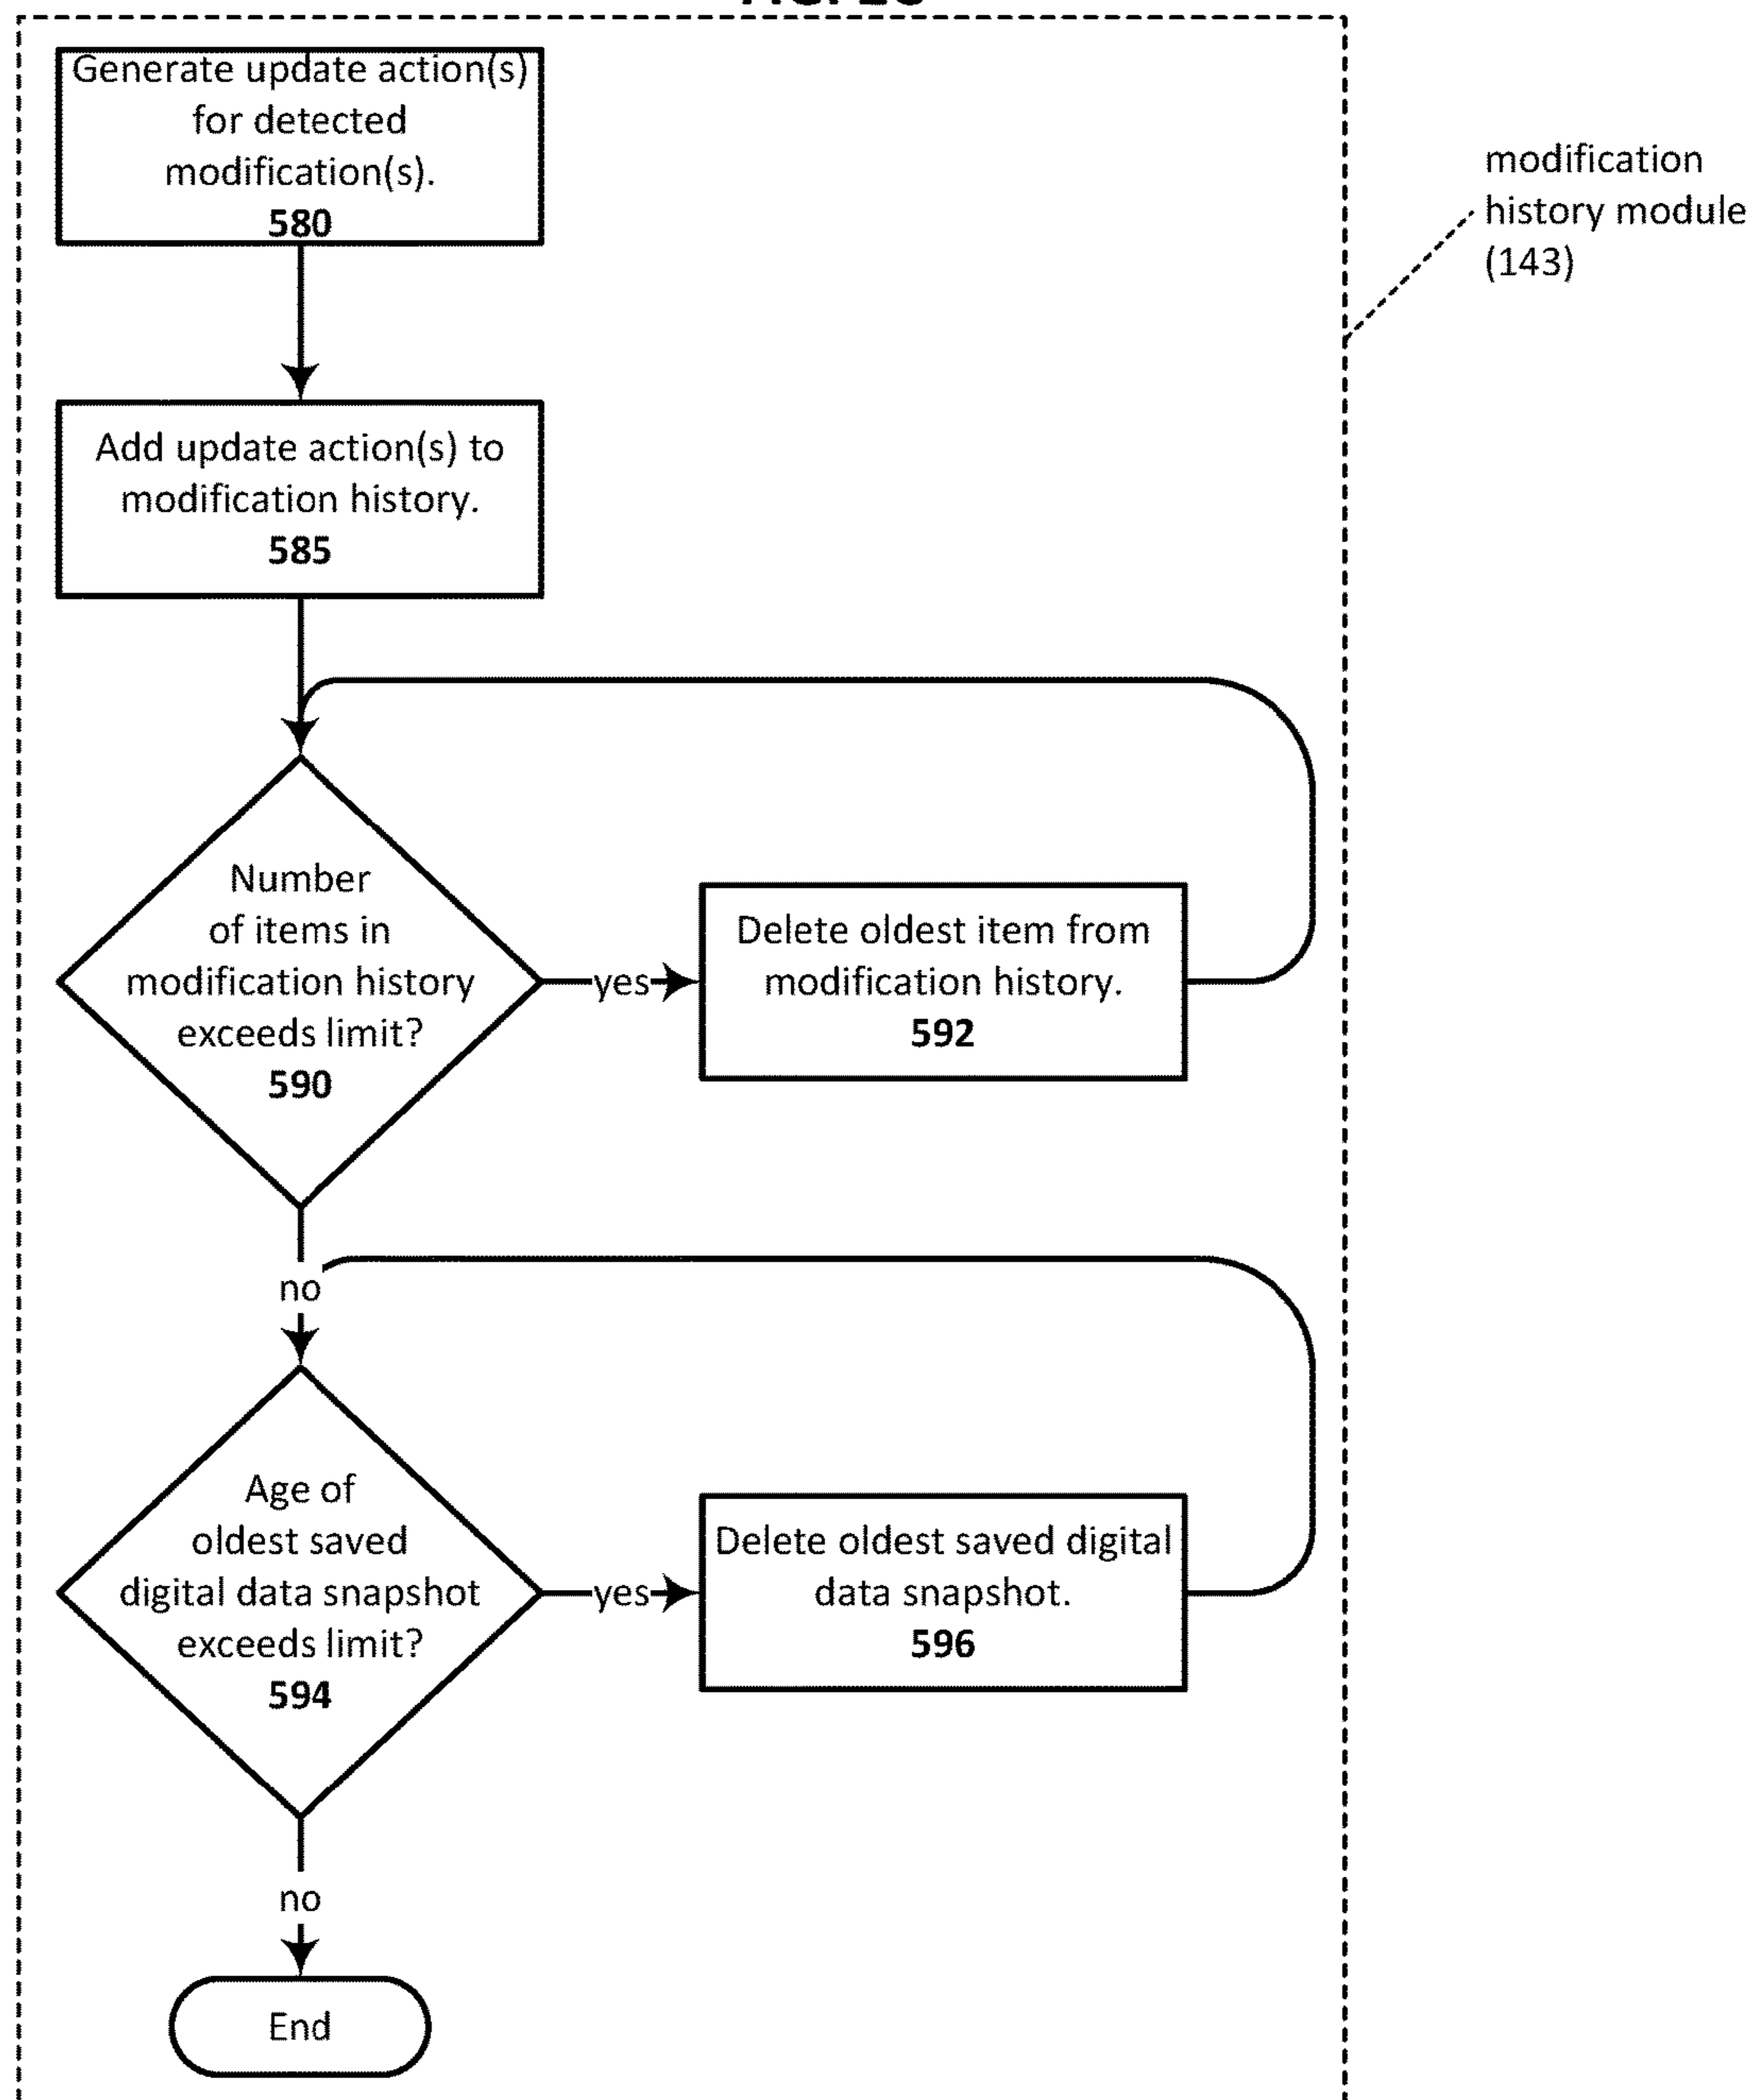 Generate update action(s)
for detected
modification(s).
580
modification
history module
(143)
Add update action(s) to
modification history.
585
Number
of items in
modification history
exceeds limit?
590
yes
Delete oldest item from
modification history.
592
no
Age of
oldest saved
digital data snapshot
exceeds limit?
594
yes
Delete oldest saved digital
data snapshot.
596
no
End